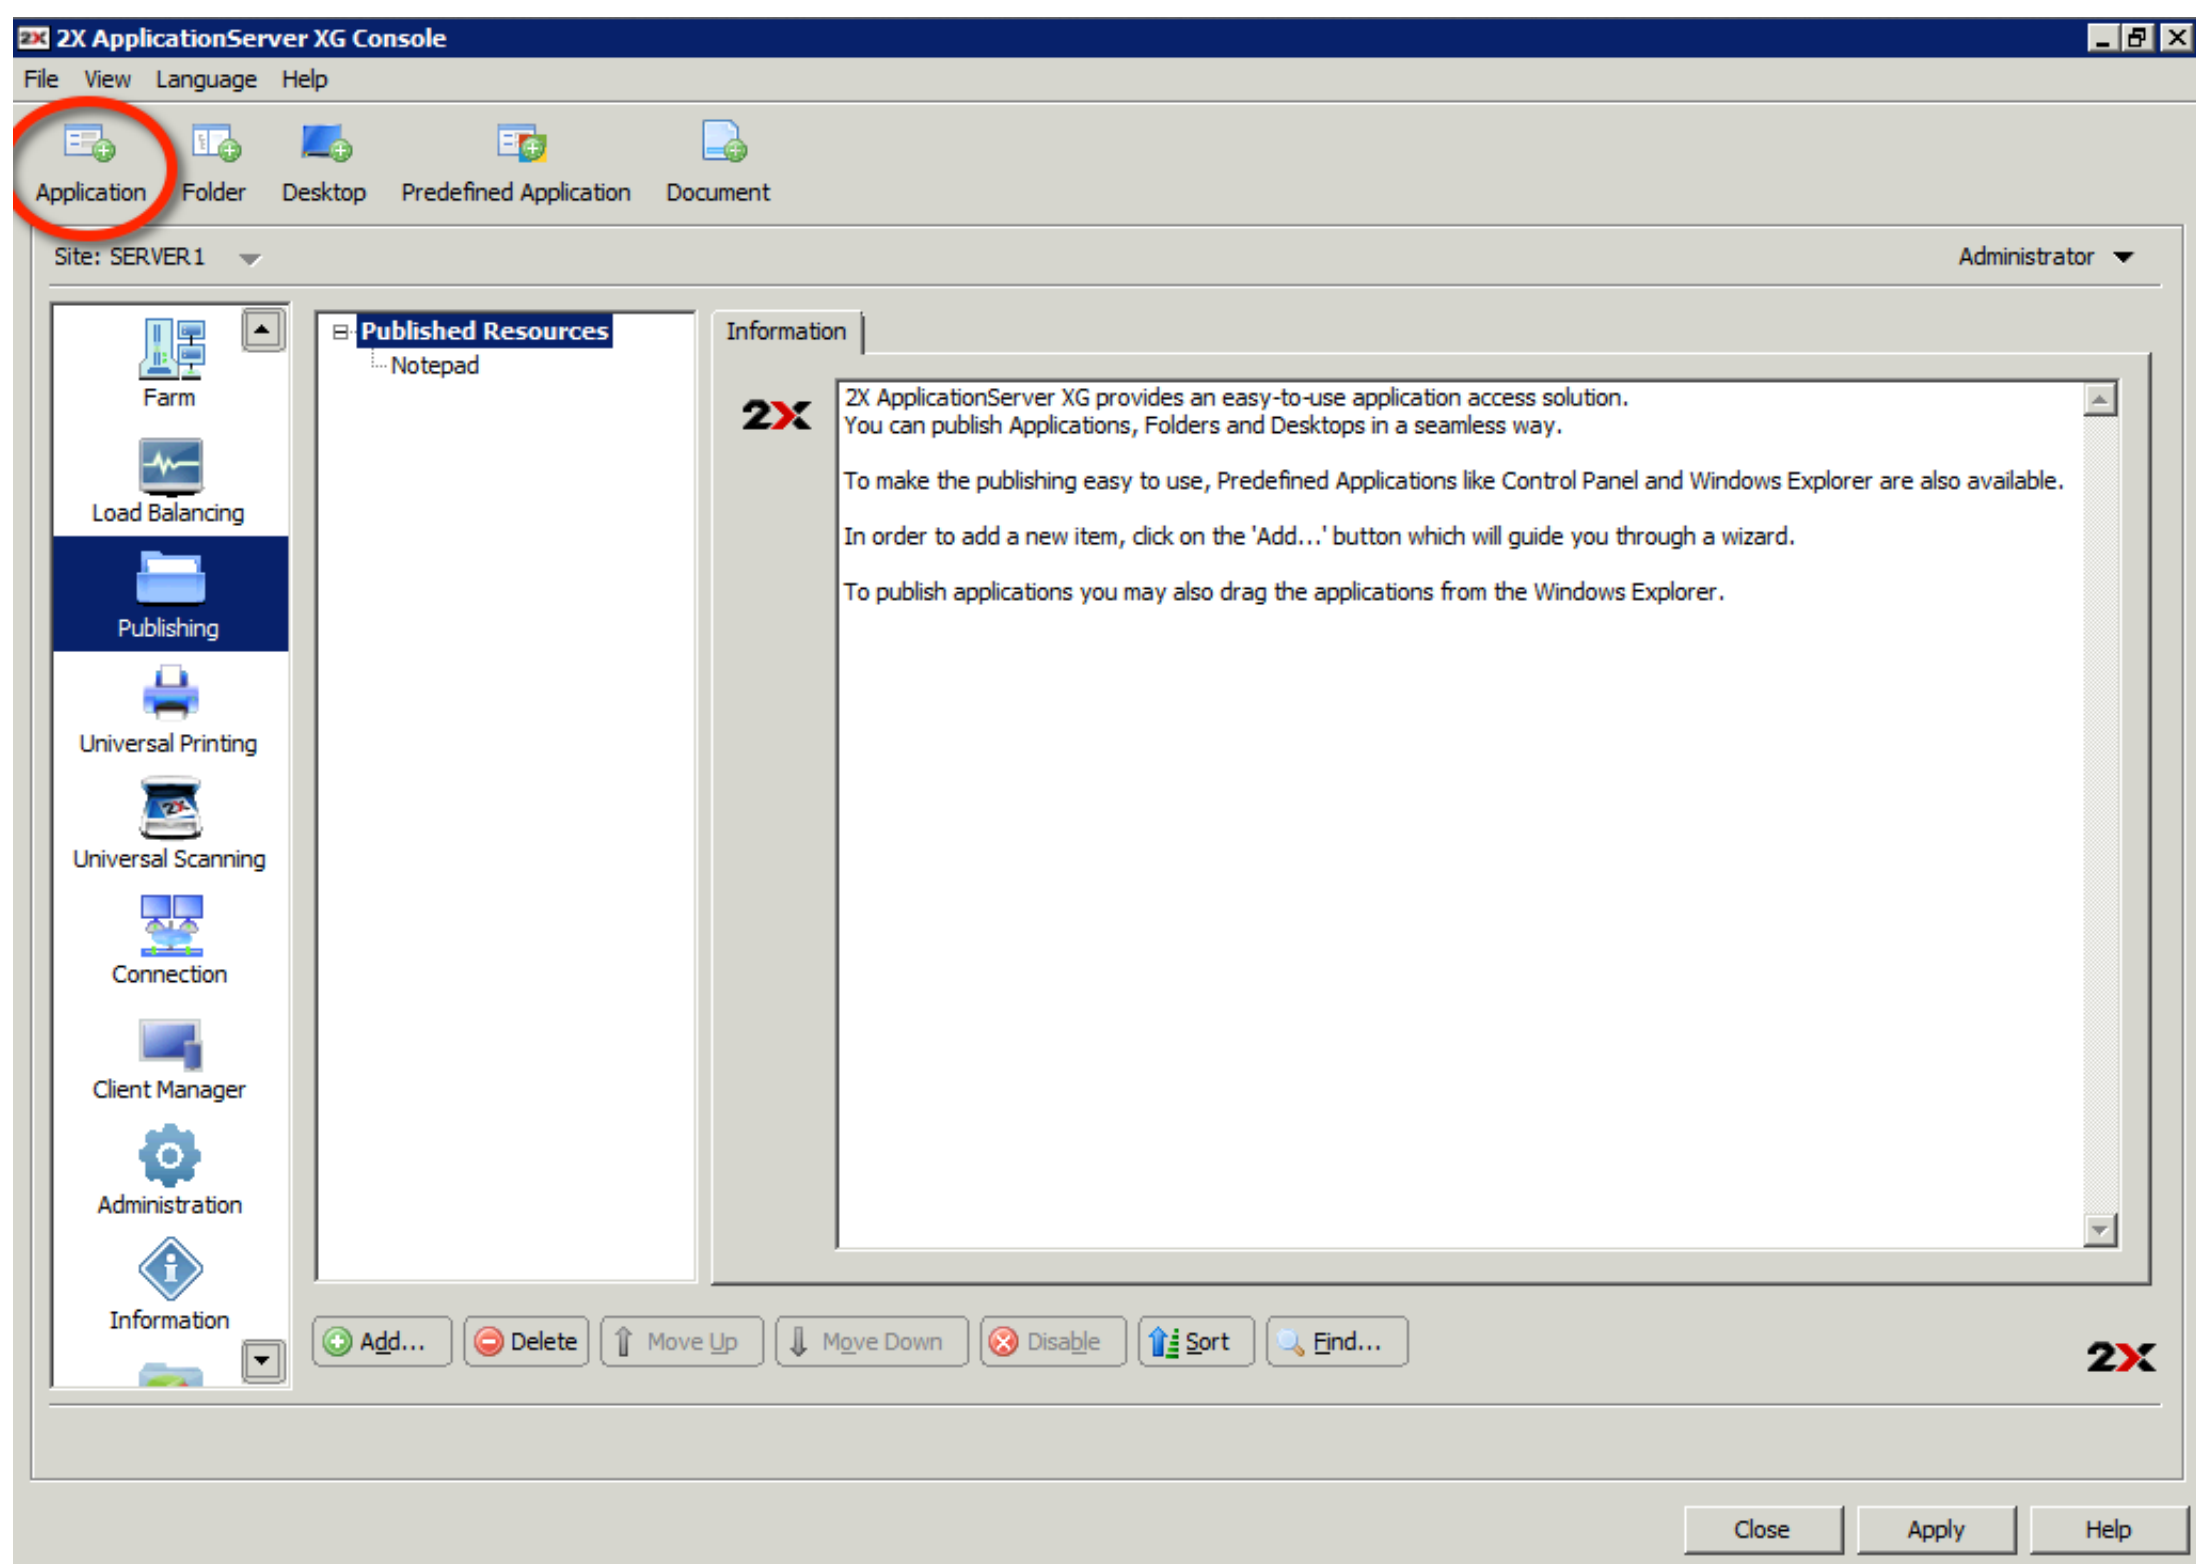 2X 2X ApplicationServer XG Console
File View Language Help
Application Folder Desktop Predefined Application Document
Site: SERVER1 Administrator
Farm
Load Balancing
Publishing
Universal Printing
2X
Universal Scanning
Connection
Client Manager
Administration
Information
Published Resources
Notepad
Information
2X
2X ApplicationServer XG provides an easy-to-use application access solution.
You can publish Applications, Folders and Desktops in a seamless way.
To make the publishing easy to use, Predefined Applications like Control Panel and Windows Explorer are also available.
In order to add a new item, click on the 'Add...' button which will guide you through a wizard.
To publish applications you may also drag the applications from the Windows Explorer.
Add... Delete Move Up Move Down Disable Sort Find...
2X
Close Apply Help